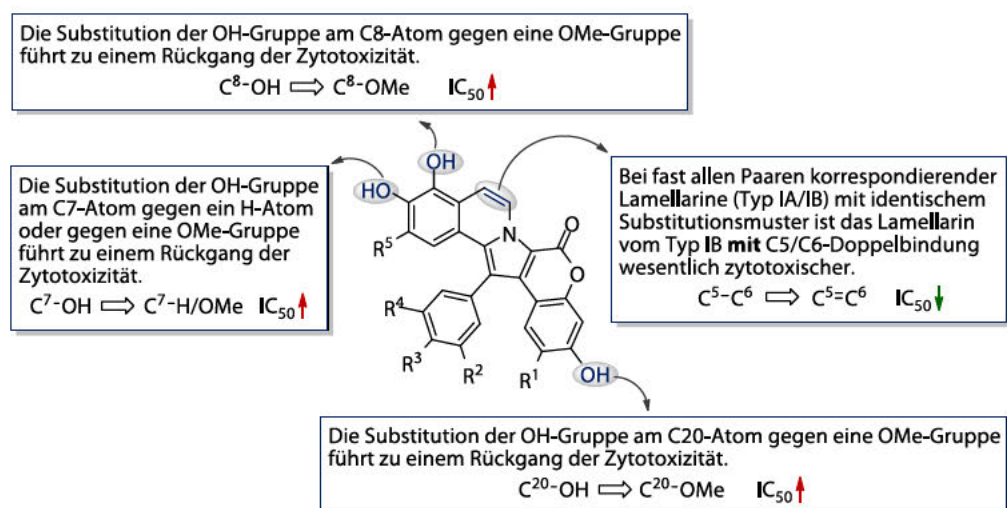 Die Substitution der OH-Gruppe am C8-Atom gegen eine OMe-Gruppe
führt zu einem Rückgang der Zytotoxizität.
C⁸-OH ⇨ C⁸-OMe IC₅₀↑
Die Substitution der OH-Gruppe
am C7-Atom gegen ein H-Atom
oder gegen eine OMe-Gruppe
führt zu einem Rückgang der
Zytotoxizität.
C⁷-OH ⇨ C⁷-H/OMe IC₅₀↑
OH
HO
R⁵
N
O
O
R⁴
R³
R²
R¹
OH
Bei fast allen Paaren korrespondierender
Lamellarine (Typ IA/IB) mit identischem
Substitutionsmuster ist das Lamellarin
vom Typ IB mit C5/C6-Doppelbindung
wesentlich zytotoxischer.
C⁵-C⁶ ⇨ C⁵=C⁶ IC₅₀↓
Die Substitution der OH-Gruppe am C20-Atom gegen eine OMe-Gruppe
führt zu einem Rückgang der Zytotoxizität.
C²⁰-OH ⇨ C²⁰-OMe IC₅₀↑